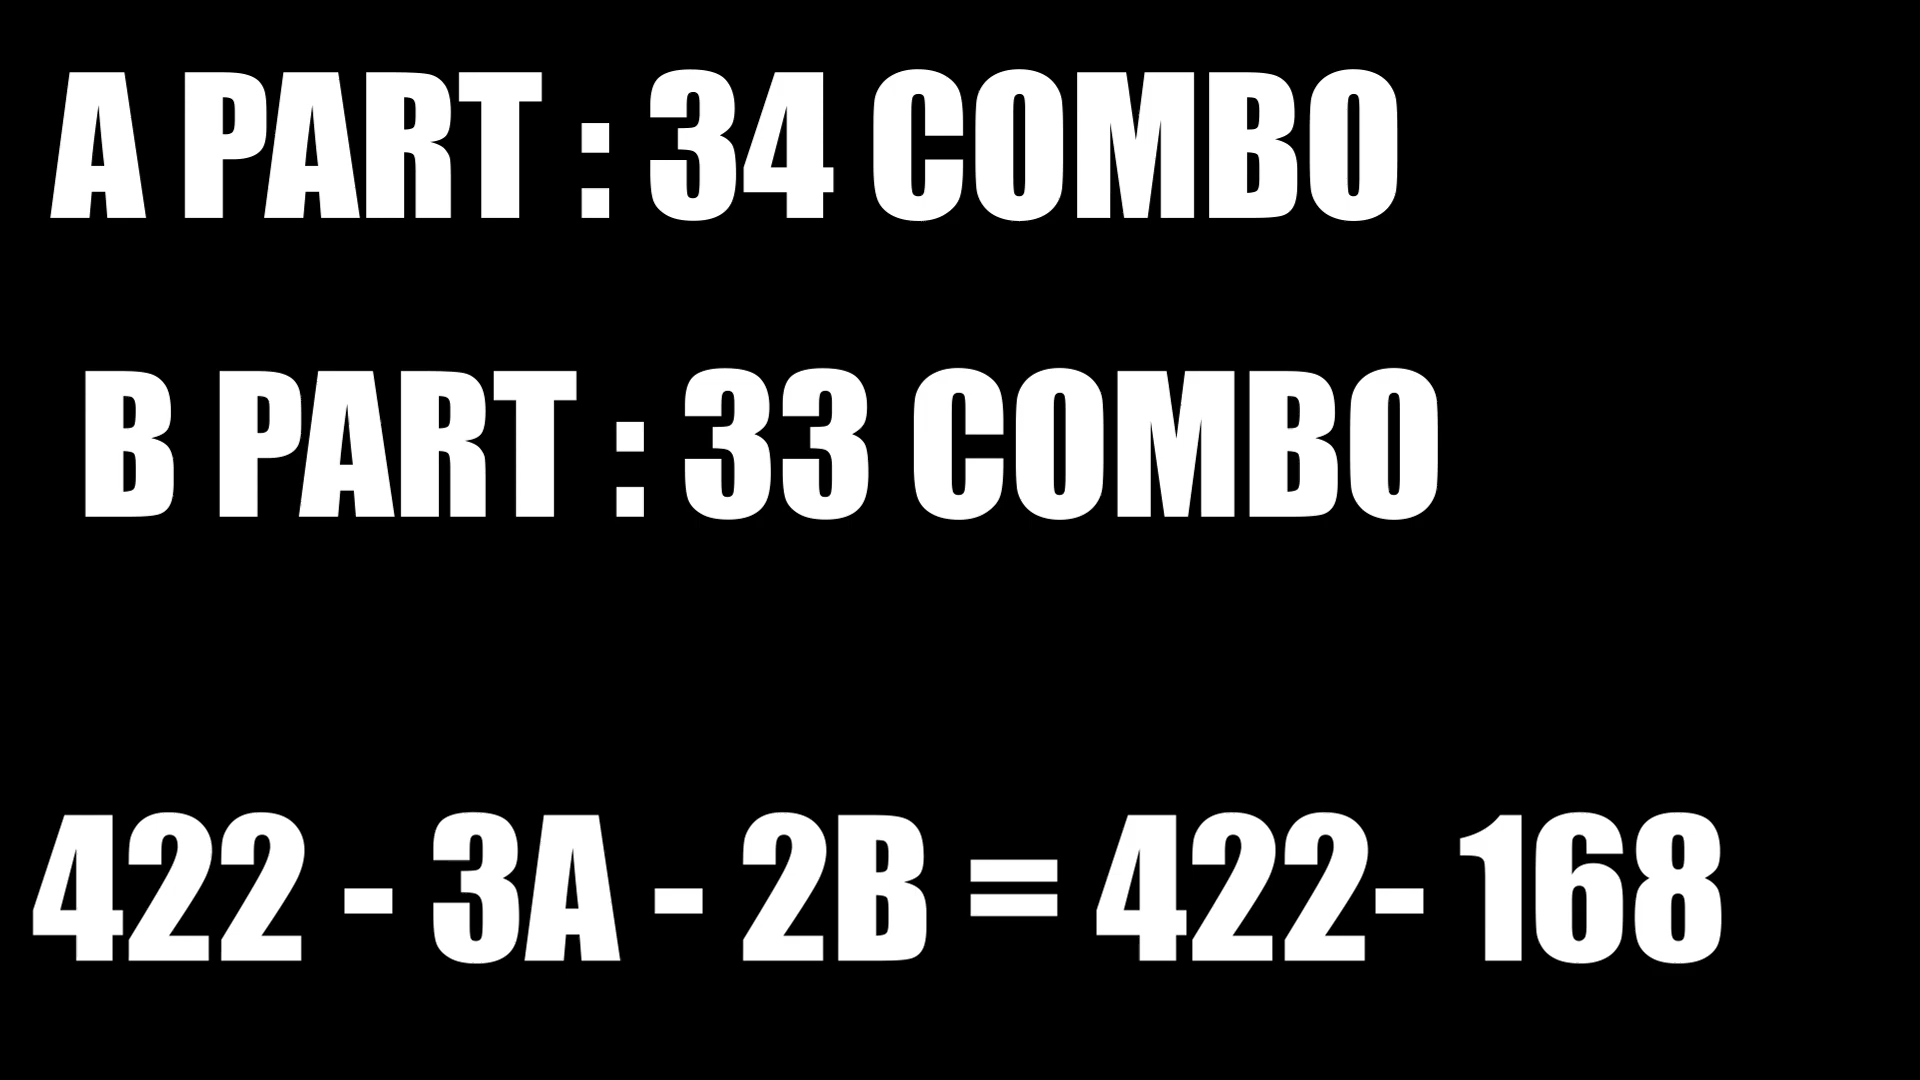 A PART : 34 COMBO
B PART : 33 COMBO
422 - 3A - 2B = 422- 168